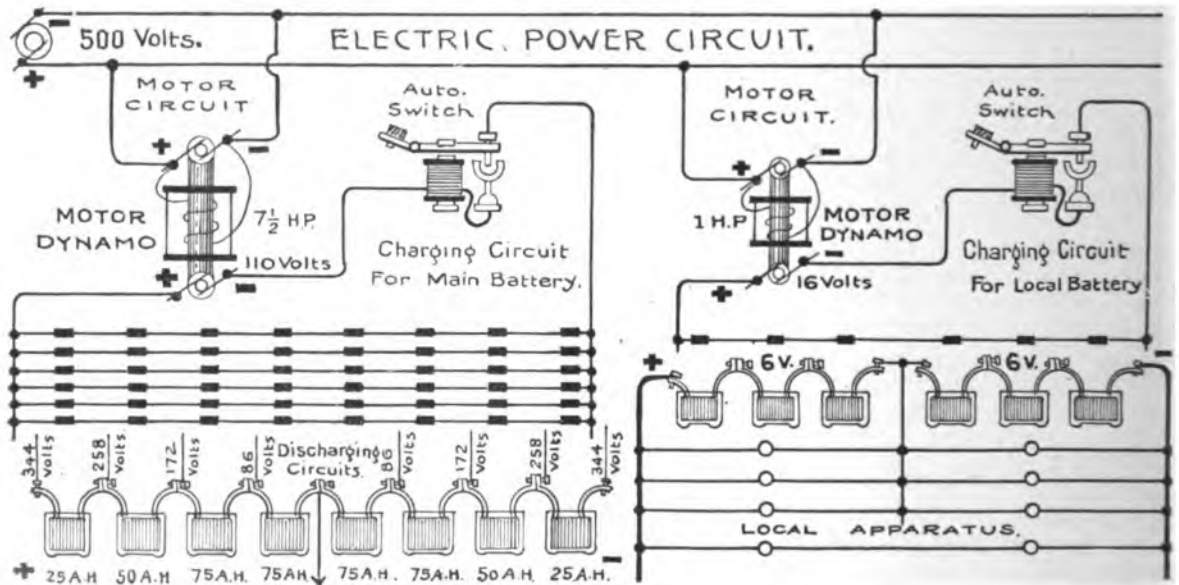 500 Volts.
ELECTRIC. POWER CIRCUIT.
MOTOR
CIRCUIT
Auto.
Switch
MOTOR
DYNAMO
7½ H.P.
110 Volts
Charging Circuit
For Main Battery.
MOTOR
CIRCUIT.
Auto.
Switch
1 H.P
MOTOR
DYNAMO
16 Volts
Charging Circuit
For Local Battery
344 Volts
258 Volts
172 Volts
86 Volts
Discharging
Circuits.
86 Volts
172 Volts
258 Volts
344 Volts
25 A.H. 50 A.H. 75 A.H. 75 A.H. 75 A.H. 75 A.H. 50 A.H. 25 A.H.
6V. 6V.
LOCAL APPARATUS.